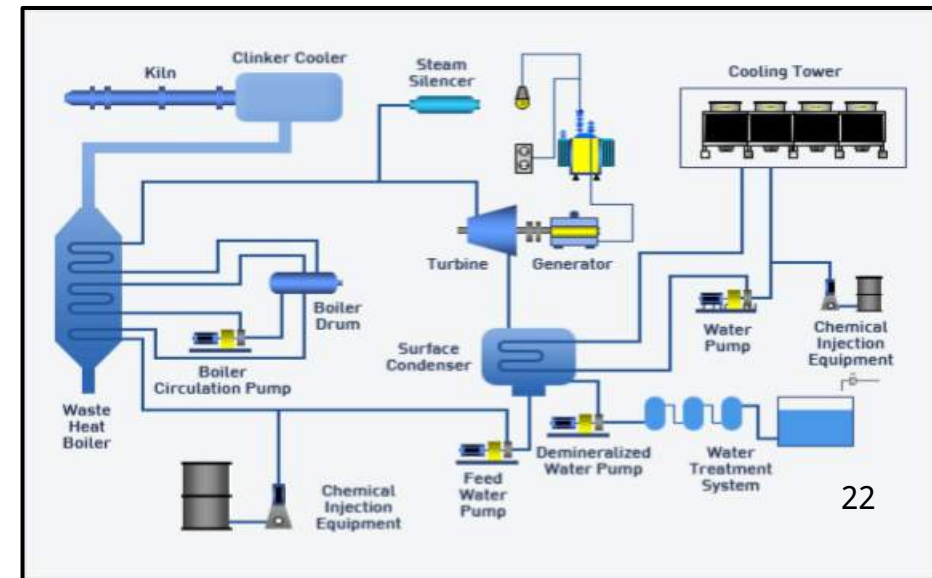 Clinker Cooler
Kiln
Steam
Silencer
Cooling Tower
Turbine
Generator
Boiler
Drum
Boiler
Circulation Pump
Surface
Condenser
Water
Pump
Chemical
Injection
Equipment
Waste
Heat
Boiler
Demineralized
Water Pump
Water
Treatment
System
Feed
Water
Pump
Chemical
Injection
Equipment
22